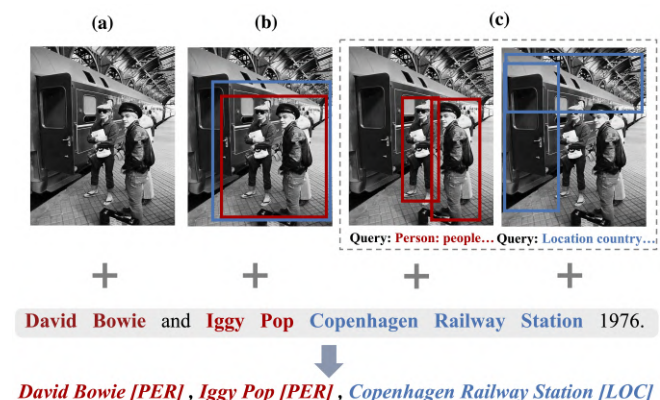 (a) (b) (c)
Query: Person: people… Query: Location country…
+ + + +
David Bowie and Iggy Pop Copenhagen Railway Station 1976.
David Bowie [PER] , Iggy Pop [PER] , Copenhagen Railway Station [LOC]